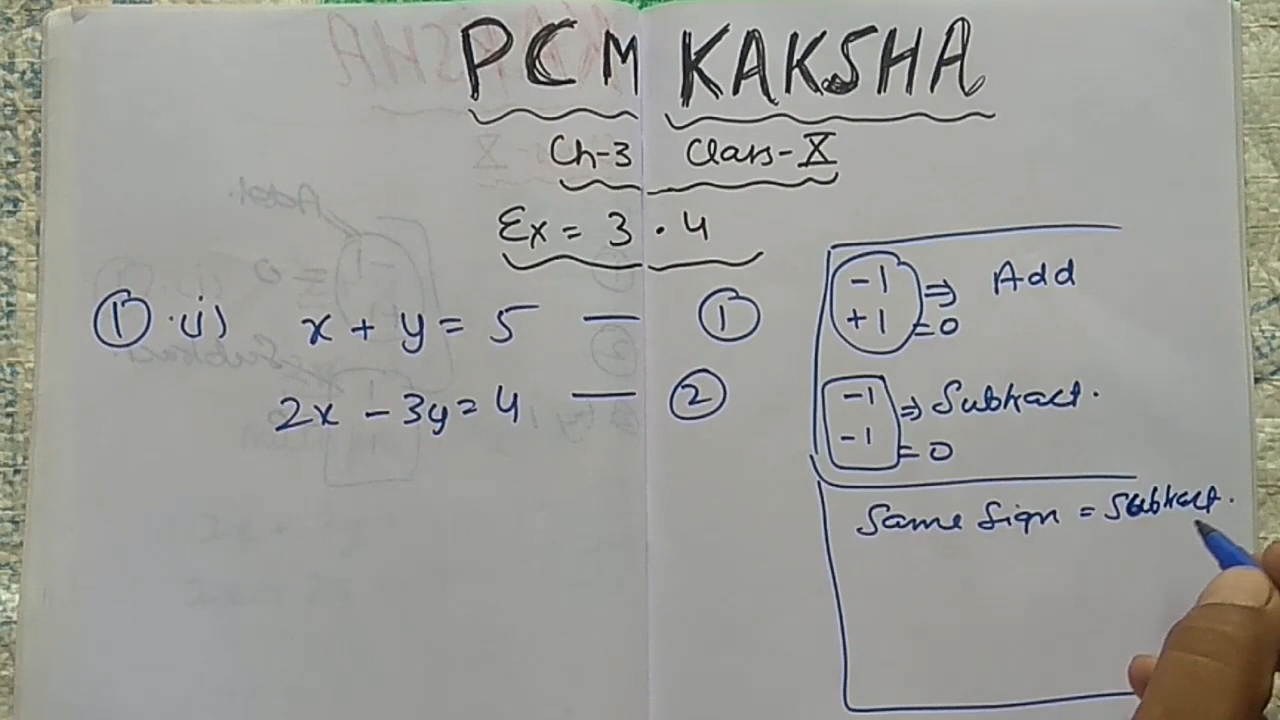 PCM KAKSHA
Ch-3 Class-X
Ex = 3.4
① .(i) x + y = 5 — ①
2x - 3y = 4 — ②
-1 ⇒ Add
+1 = 0
-1 ⇒ Subtract.
-1 = 0
Same Sign = Subtract.